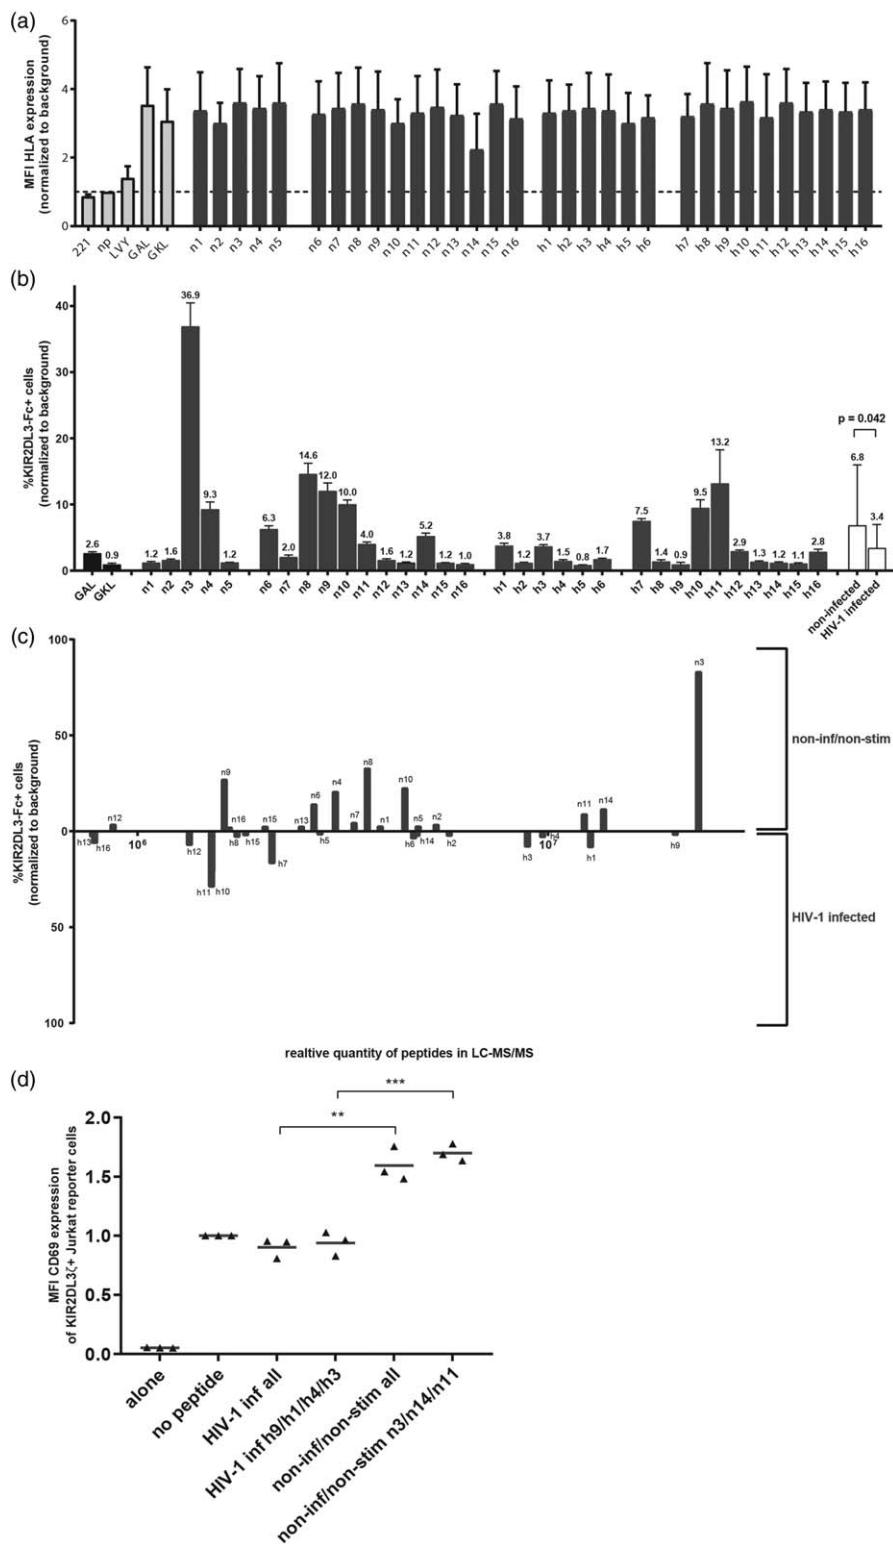 (a)
6
4
2
0
MFI HLA expression
(normalized to background)
221 np LVY GAL GKL n1 n2 n3 n4 n5 n6 n7 n8 n9 n10 n11 n12 n13 n14 n15 n16 h1 h2 h3 h4 h5 h6 h7 h8 h9 h10 h11 h12 h13 h14 h15 h16
(b)
40
30
20
10
0
%KIR2DL3-Fc+ cells
(normalized to background)
2.6 0.9 1.2 1.6 36.9 9.3 1.2 6.3 2.0 14.6 12.0 10.0 4.0 1.6 1.2 5.2 1.2 1.0 3.8 1.2 3.7 1.5 0.8 1.7 7.5 1.4 0.9 9.5 13.2 2.9 1.3 1.2 1.1 2.8 6.8 3.4
p = 0.042
GAL GKL n1 n2 n3 n4 n5 n6 n7 n8 n9 n10 n11 n12 n13 n14 n15 n16 h1 h2 h3 h4 h5 h6 h7 h8 h9 h10 h11 h12 h13 h14 h15 h16 non-infected HIV-1 infected
(c)
100
50
0
50
100
%KIR2DL3-Fc+ cells
(normalized to background)
n12 n9 n16 n15 n13 n6 n4 n7 n8 n1 n10 n5 n2 n11 n14 n3
h13 h16 10⁶ h12 h11 h10 h8 h15 h7 h5 h6 h14 h2 h3 10⁷ h4 h1 h9
non-inf/non-stim
HIV-1 infected
realtive quantity of peptides in LC-MS/MS
(d)
***
**
2.0
1.5
1.0
0.5
0.0
MFI CD69 expression
of KIR2DL3ζ+ Jurkat reporter cells
alone
no peptide
HIV-1 inf all
HIV-1 inf h9/h1/h4/h3
non-inf/non-stim all
non-inf/non-stim n3/n14/n11